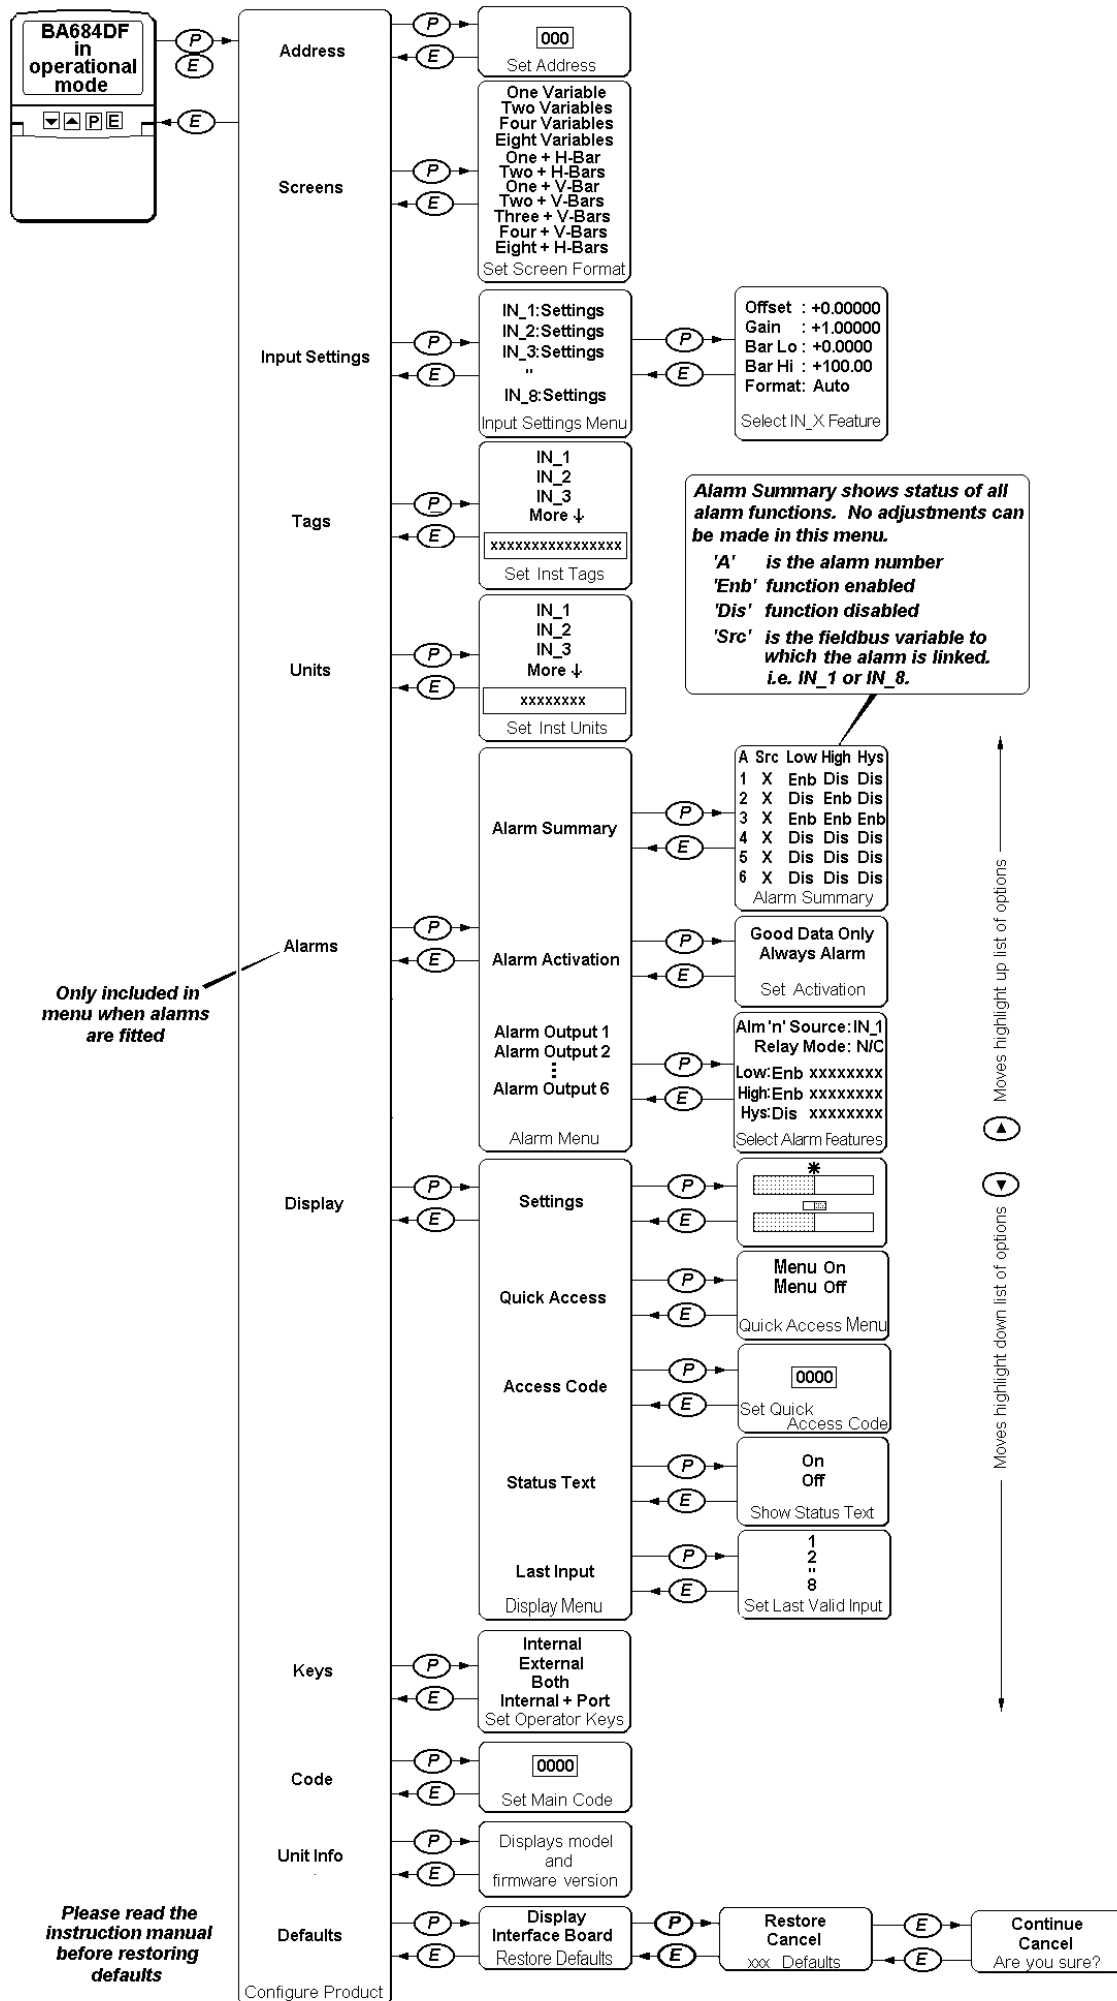 BA684DF
in
operational
mode
P
E
P E
E
Address
P
E
000
Set Address
Screens
P
E
One Variable
Two Variables
Four Variables
Eight Variables
One + H-Bar
Two + H-Bars
One + V-Bar
Two + V-Bars
Three + V-Bars
Four + V-Bars
Eight + H-Bars
Set Screen Format
Input Settings
P
E
IN_1:Settings
IN_2:Settings
IN_3:Settings
"
IN_8:Settings
Input Settings Menu
P
E
Offset : +0.00000
Gain : +1.00000
Bar Lo : +0.0000
Bar Hi : +100.00
Format: Auto
Select IN_X Feature
Tags
P
E
IN_1
IN_2
IN_3
More ↓
xxxxxxxxxxxxxxxx
Set Inst Tags
Units
P
E
IN_1
IN_2
IN_3
More ↓
xxxxxxxx
Set Inst Units
Alarm Summary shows status of all
alarm functions. No adjustments can
be made in this menu.
'A' is the alarm number
'Enb' function enabled
'Dis' function disabled
'Src' is the fieldbus variable to
which the alarm is linked.
i.e. IN_1 or IN_8.
Alarms
Only included in
menu when alarms
are fitted
P
E
Alarm Summary
P
E
A Src Low High Hys
1 X Enb Dis Dis
2 X Dis Enb Dis
3 X Enb Enb Enb
4 X Dis Dis Dis
5 X Dis Dis Dis
6 X Dis Dis Dis
Alarm Summary
Alarm Activation
P
E
Good Data Only
Always Alarm
Set Activation
Alarm Output 1
Alarm Output 2
Alarm Output 6
Alarm Menu
P
E
Alm 'n' Source: IN_1
Relay Mode: N/C
Low: Enb xxxxxxxx
High: Enb xxxxxxxx
Hys: Dis xxxxxxxx
Select Alarm Features
Moves highlight up list of options
Moves highlight down list of options
Display
P
E
Settings
P
E
Quick Access
P
E
Menu On
Menu Off
Quick Access Menu
Access Code
P
E
0000
Set Quick
Access Code
Status Text
P
E
On
Off
Show Status Text
Last Input
Display Menu
P
E
1
2
"
8
Set Last Valid Input
Keys
P
E
Internal
External
Both
Internal + Port
Set Operator Keys
Code
P
E
0000
Set Main Code
Unit Info
P
E
Displays model
and
firmware version
Please read the
instruction manual
before restoring
defaults
Defaults
P
E
Display
Interface Board
Restore Defaults
P
E
Restore
Cancel
xxx Defaults
E
E
Continue
Cancel
Are you sure?
Configure Product